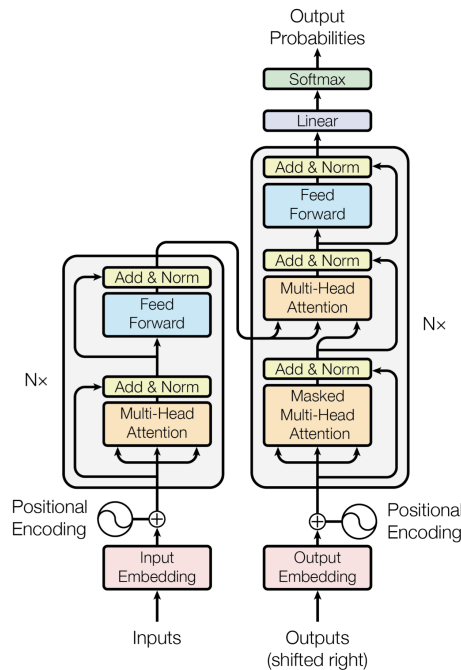 Output
Probabilities
Softmax
Linear
Add & Norm
Feed
Forward
Add & Norm
Multi-Head
Attention
Add & Norm
Masked
Multi-Head
Attention
N×
Add & Norm
Feed
Forward
Add & Norm
Multi-Head
Attention
N×
Positional
Encoding
Positional
Encoding
Input
Embedding
Output
Embedding
Inputs
Outputs
(shifted right)